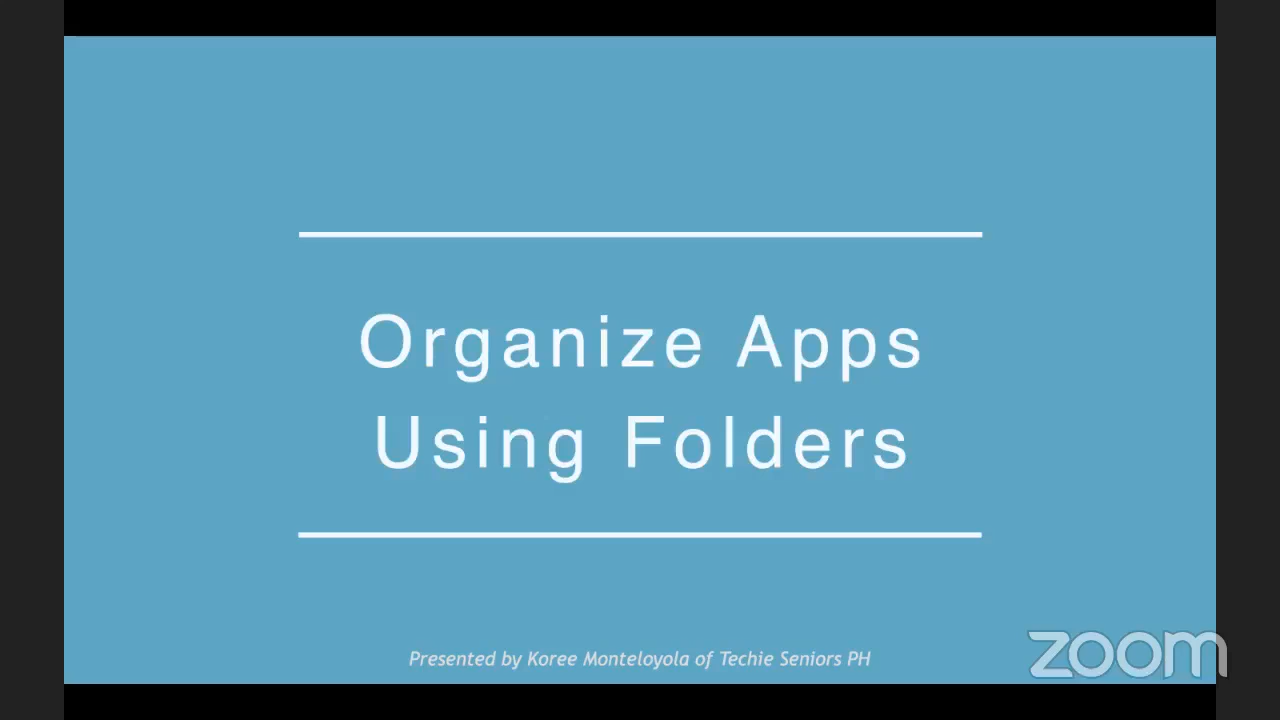 Organize Apps
Using Folders
Presented by Koree Monteloyola of Techie Seniors PH
zoom